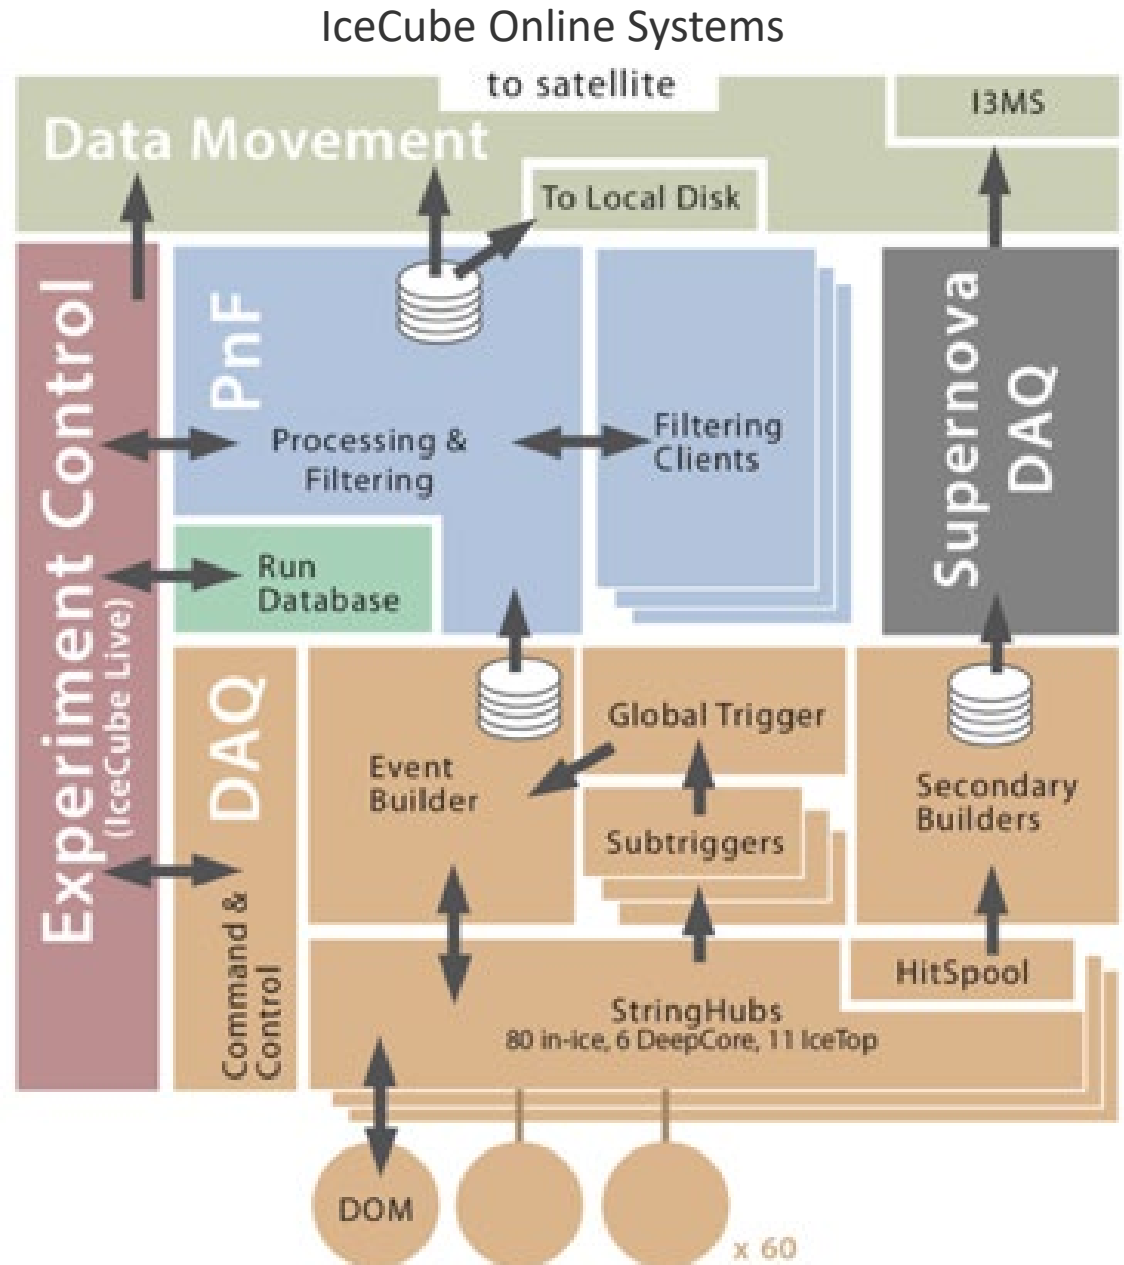 IceCube Online Systems
to satellite
I3MS
Data Movement
To Local Disk
Experiment Control
(IceCube Live)
PnF
Processing &
Filtering
Filtering
Clients
Supernova
DAQ
Run
Database
DAQ
Command &
Control
Event
Builder
Global Trigger
Subtriggers
Secondary
Builders
HitSpool
StringHubs
80 in-ice, 6 DeepCore, 11 IceTop
DOM
x 60